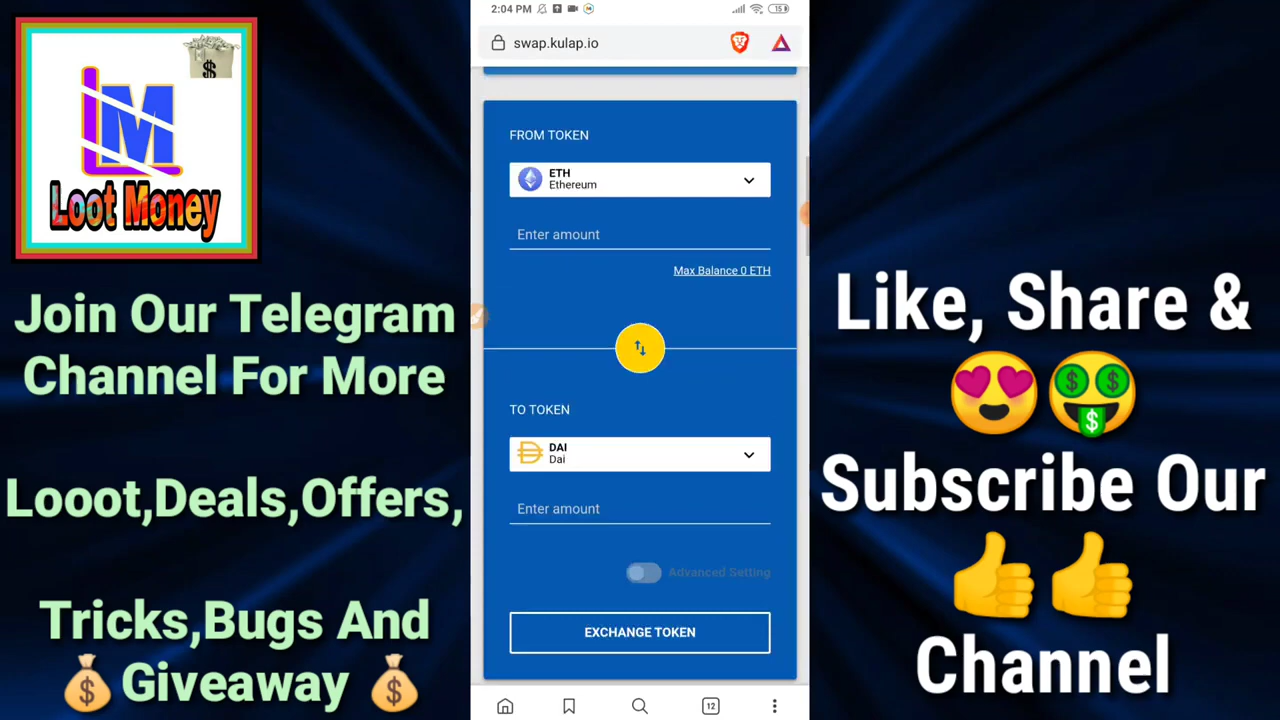 LM
Loot Money
Join Our Telegram
Channel For More
Looot,Deals,Offers,
Tricks,Bugs And
Giveaway
2:04 PM
15
swap.kulap.io
FROM TOKEN
ETH
Ethereum
Enter amount
Max Balance 0 ETH
TO TOKEN
DAI
Dai
Enter amount
Advanced Setting
EXCHANGE TOKEN
12
Like, Share &
Subscribe Our
Channel